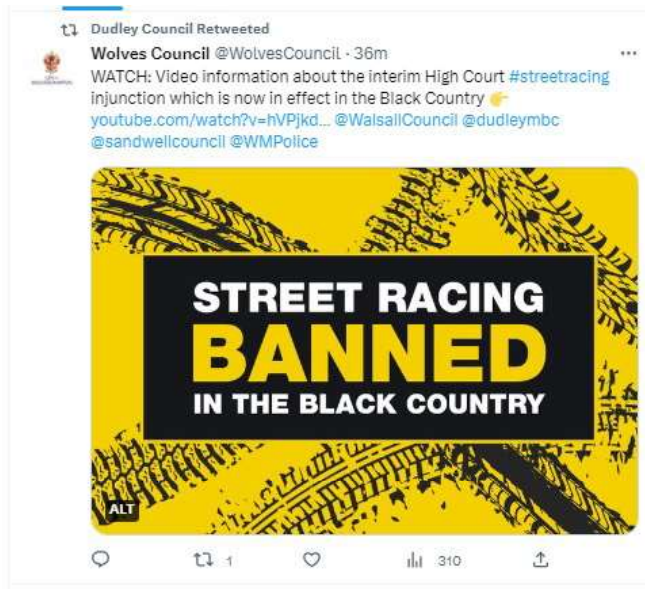 Dudley Council Retweeted
Wolves Council @WolvesCouncil · 36m
WATCH: Video information about the interim High Court #streetracing
injunction which is now in effect in the Black Country 👉
youtube.com/watch?v=hVPjkd... @WalsallCouncil @dudleymbc
@sandwellcouncil @WMPolice
STREET RACING
BANNED
IN THE BLACK COUNTRY
ALT
1
310